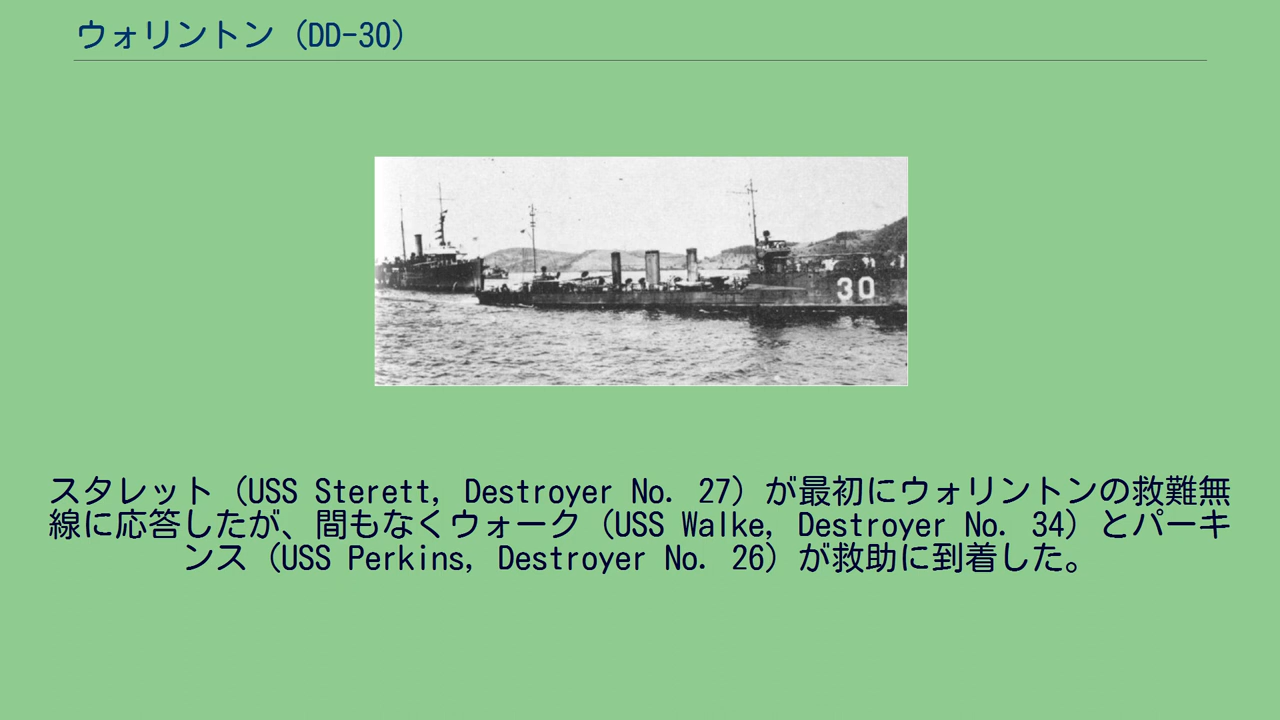 ウォリントン（DD-30）
30
スタレット（USS Sterett, Destroyer No. 27）が最初にウォリントンの救難無
線に応答したが、間もなくウォーク（USS Walke, Destroyer No. 34）とパーキ
ンス（USS Perkins, Destroyer No. 26）が救助に到着した。